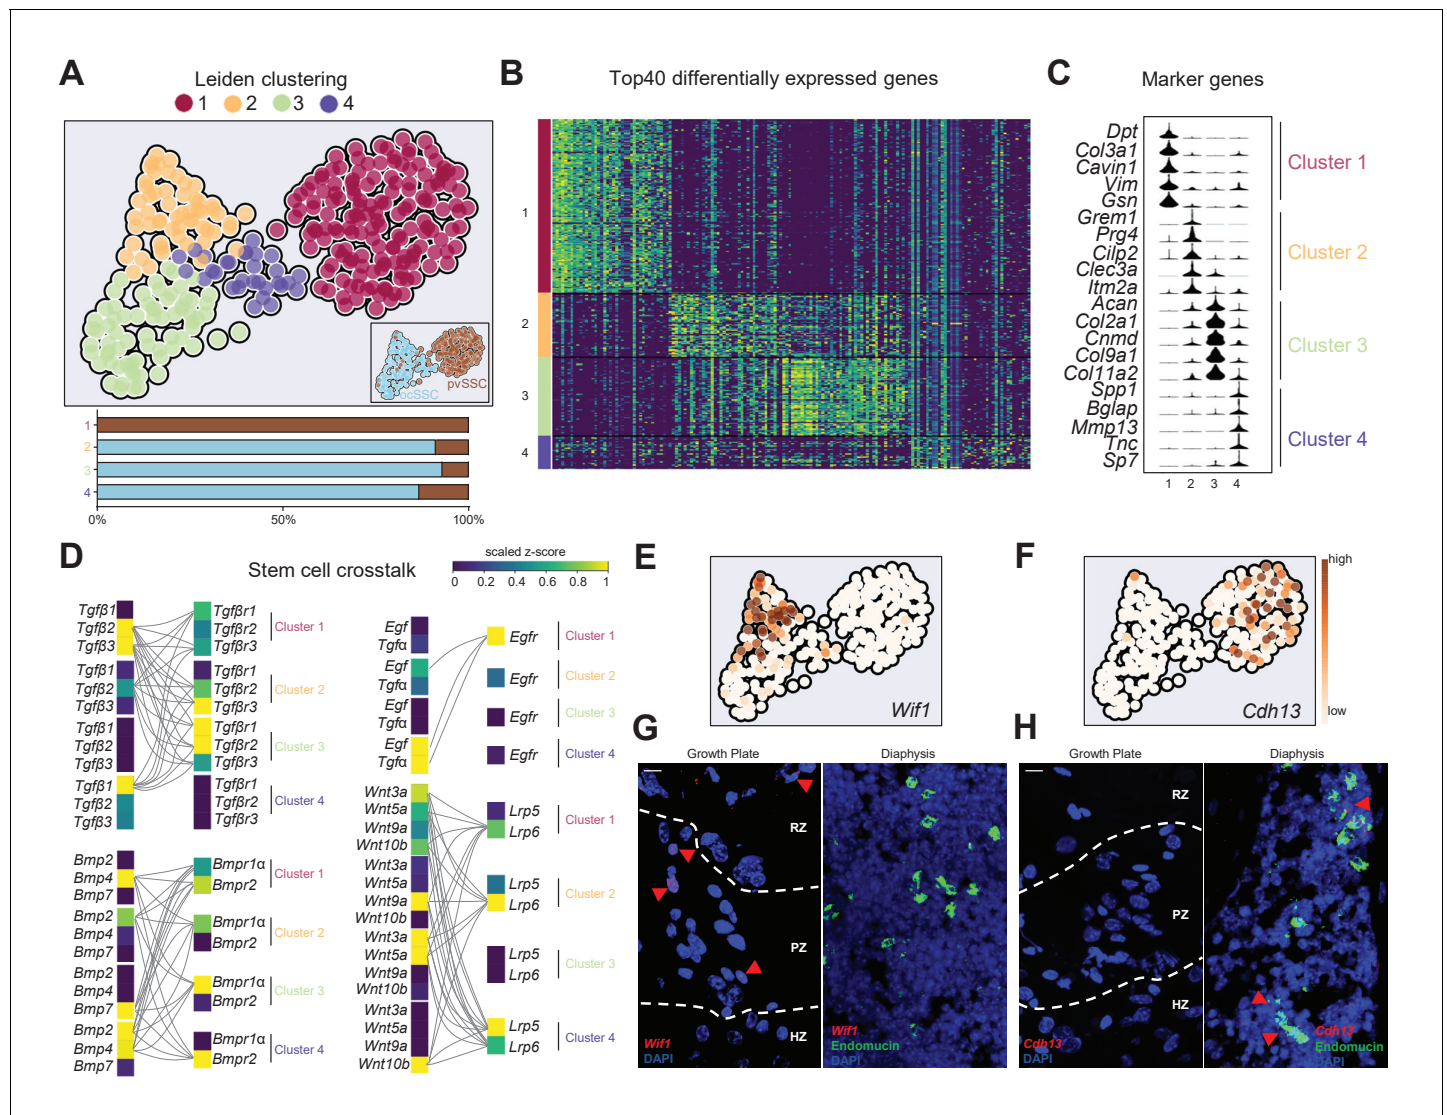 A
Leiden clustering
1 2 3 4
pvSSC
ocSSC
1
2
3
4
0% 50% 100%
B
Top40 differentially expressed genes
1
2
3
4
C
Marker genes
Dpt
Col3a1
Cavin1
Vim
Gsn
Grem1
Prg4
Cilp2
Clec3a
Itm2a
Acan
Col2a1
Cnmd
Col9a1
Col11a2
Spp1
Bglap
Mmp13
Tnc
Sp7
1 2 3 4
Cluster 1
Cluster 2
Cluster 3
Cluster 4
D
Stem cell crosstalk
scaled z-score
0 0.2 0.4 0.6 0.8 1
Tgfβ1
Tgfβ2
Tgfβ3
Tgfβ1
Tgfβ2
Tgfβ3
Tgfβ1
Tgfβ2
Tgfβ3
Tgfβ1
Tgfβ2
Tgfβ3
Tgfβr1
Tgfβr2
Tgfβr3
Cluster 1
Tgfβr1
Tgfβr2
Tgfβr3
Cluster 2
Tgfβr1
Tgfβr2
Tgfβr3
Cluster 3
Tgfβr1
Tgfβr2
Tgfβr3
Cluster 4
Bmp2
Bmp4
Bmp7
Bmp2
Bmp4
Bmp7
Bmp2
Bmp4
Bmp7
Bmp2
Bmp4
Bmp7
Bmpr1α
Bmpr2
Cluster 1
Bmpr1α
Bmpr2
Cluster 2
Bmpr1α
Bmpr2
Cluster 3
Bmpr1α
Bmpr2
Cluster 4
Egf
Tgfα
Egf
Tgfα
Egf
Tgfα
Egf
Tgfα
Egfr
Cluster 1
Egfr
Cluster 2
Egfr
Cluster 3
Egfr
Cluster 4
Wnt3a
Wnt5a
Wnt9a
Wnt10b
Wnt3a
Wnt5a
Wnt9a
Wnt10b
Wnt3a
Wnt5a
Wnt9a
Wnt10b
Wnt3a
Wnt5a
Wnt9a
Wnt10b
Lrp5
Lrp6
Cluster 1
Lrp5
Lrp6
Cluster 2
Lrp5
Lrp6
Cluster 3
Lrp5
Lrp6
Cluster 4
E
Wif1
F
Cdh13
high
low
G
Growth Plate
Diaphysis
RZ
PZ
HZ
Wif1
DAPI
Wif1
Endomucin
DAPI
H
Growth Plate
Diaphysis
RZ
PZ
HZ
Cdh13
DAPI
Cdh13
Endomucin
DAPI